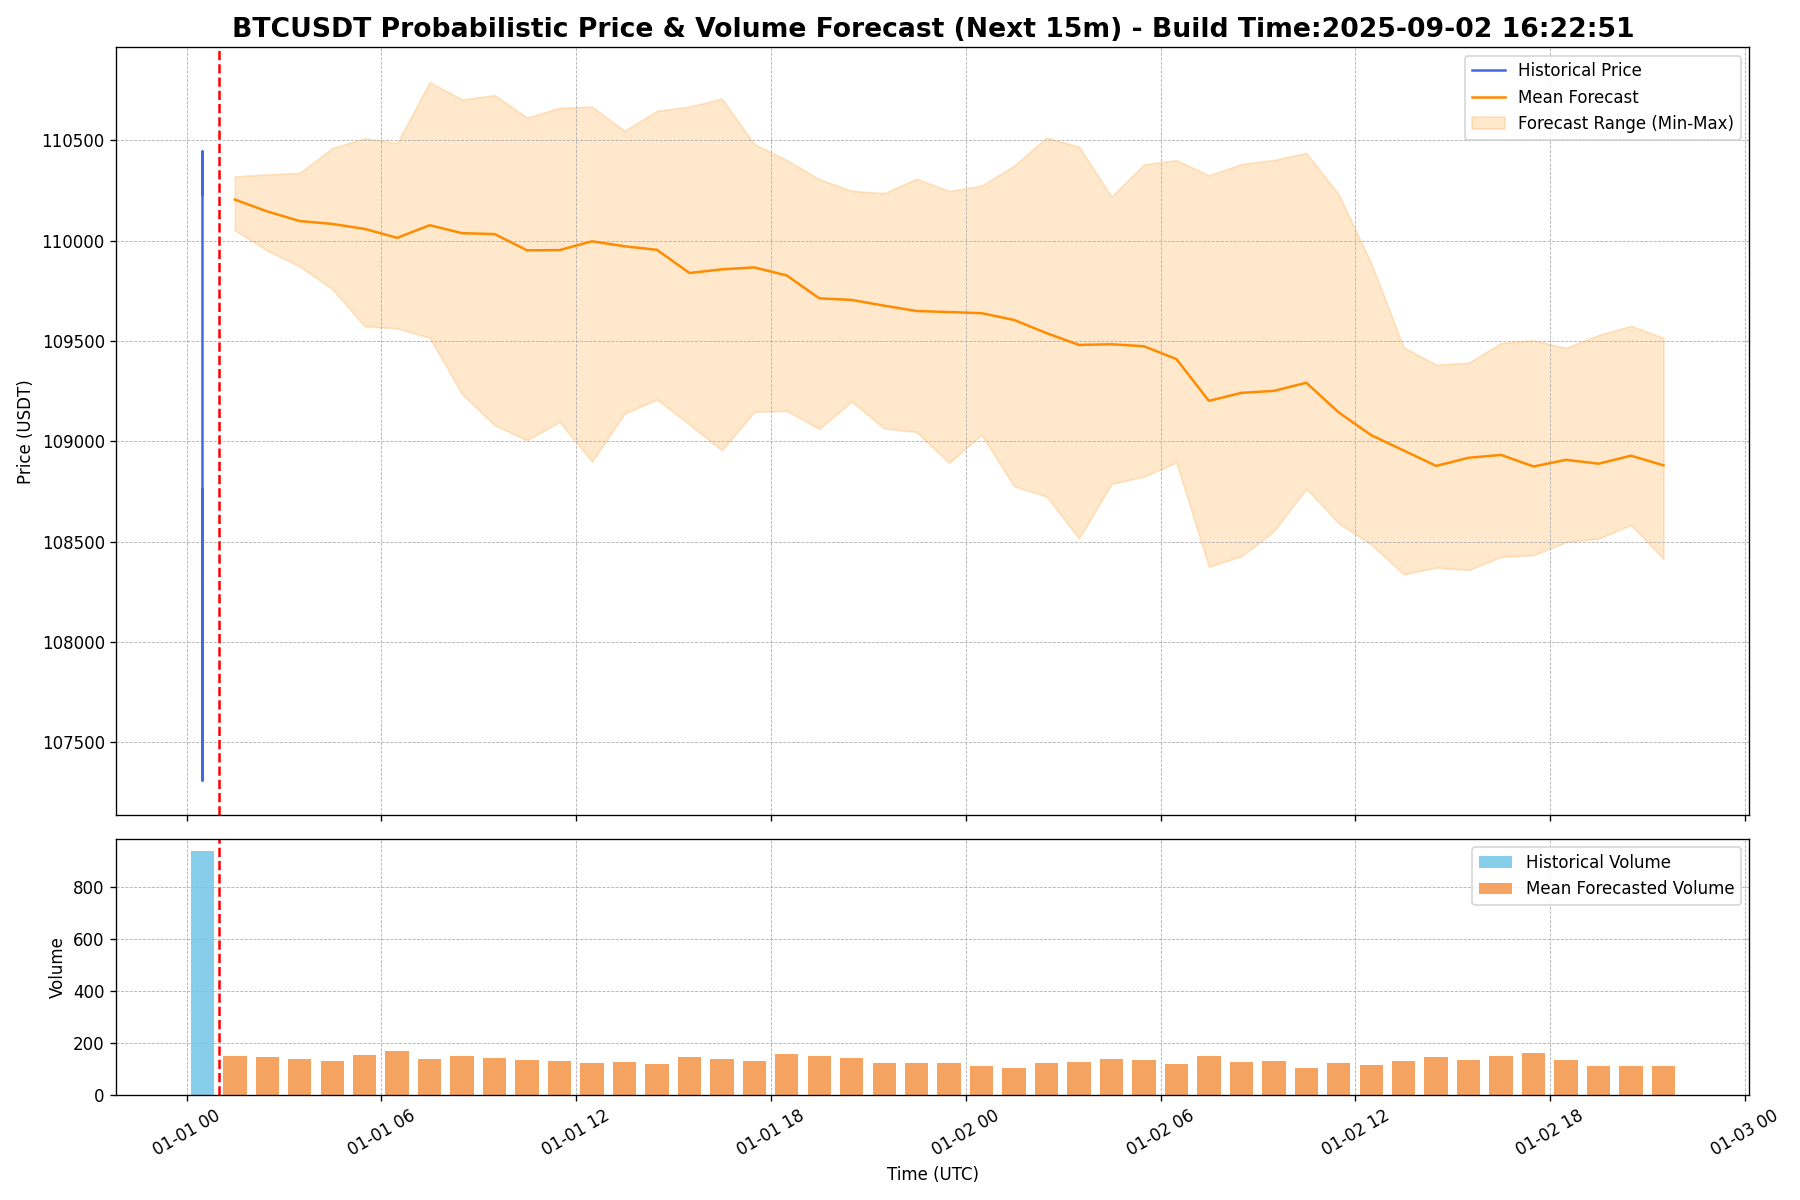 BTCUSDT Probabilistic Price & Volume Forecast (Next 15m) - Build Time:2025-09-02 16:22:51
Historical Price
Mean Forecast
Forecast Range (Min-Max)
Price (USDT)
110500
110000
109500
109000
108500
108000
107500
Historical Volume
Mean Forecasted Volume
Volume
800
600
400
200
0
01-01 00
01-01 06
01-01 12
01-01 18
01-02 00
01-02 06
01-02 12
01-02 18
01-03 00
Time (UTC)